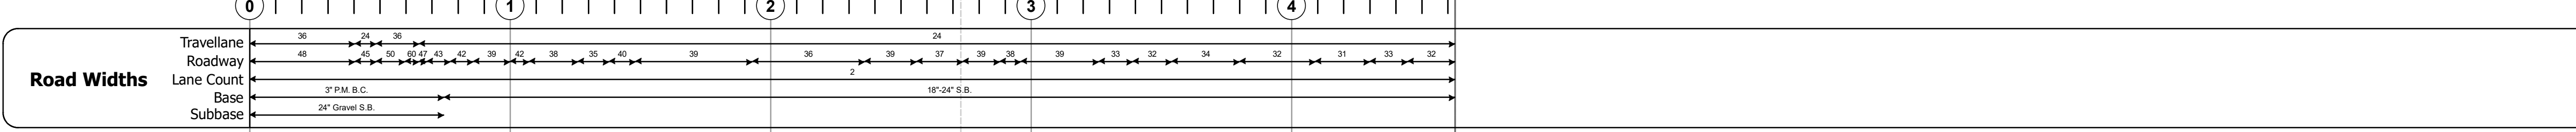 0 1 2 3 4
Travellane 36 24 36 24
Roadway 48 45 50 60 47 43 42 39 42 38 35 40 39 36 39 37 39 38 39 33 32 34 32 31 33 32
Road Widths
Lane Count 2
Base 3" P.M. B.C. 18"-24" S.B.
Subbase 24" Gravel S.B.